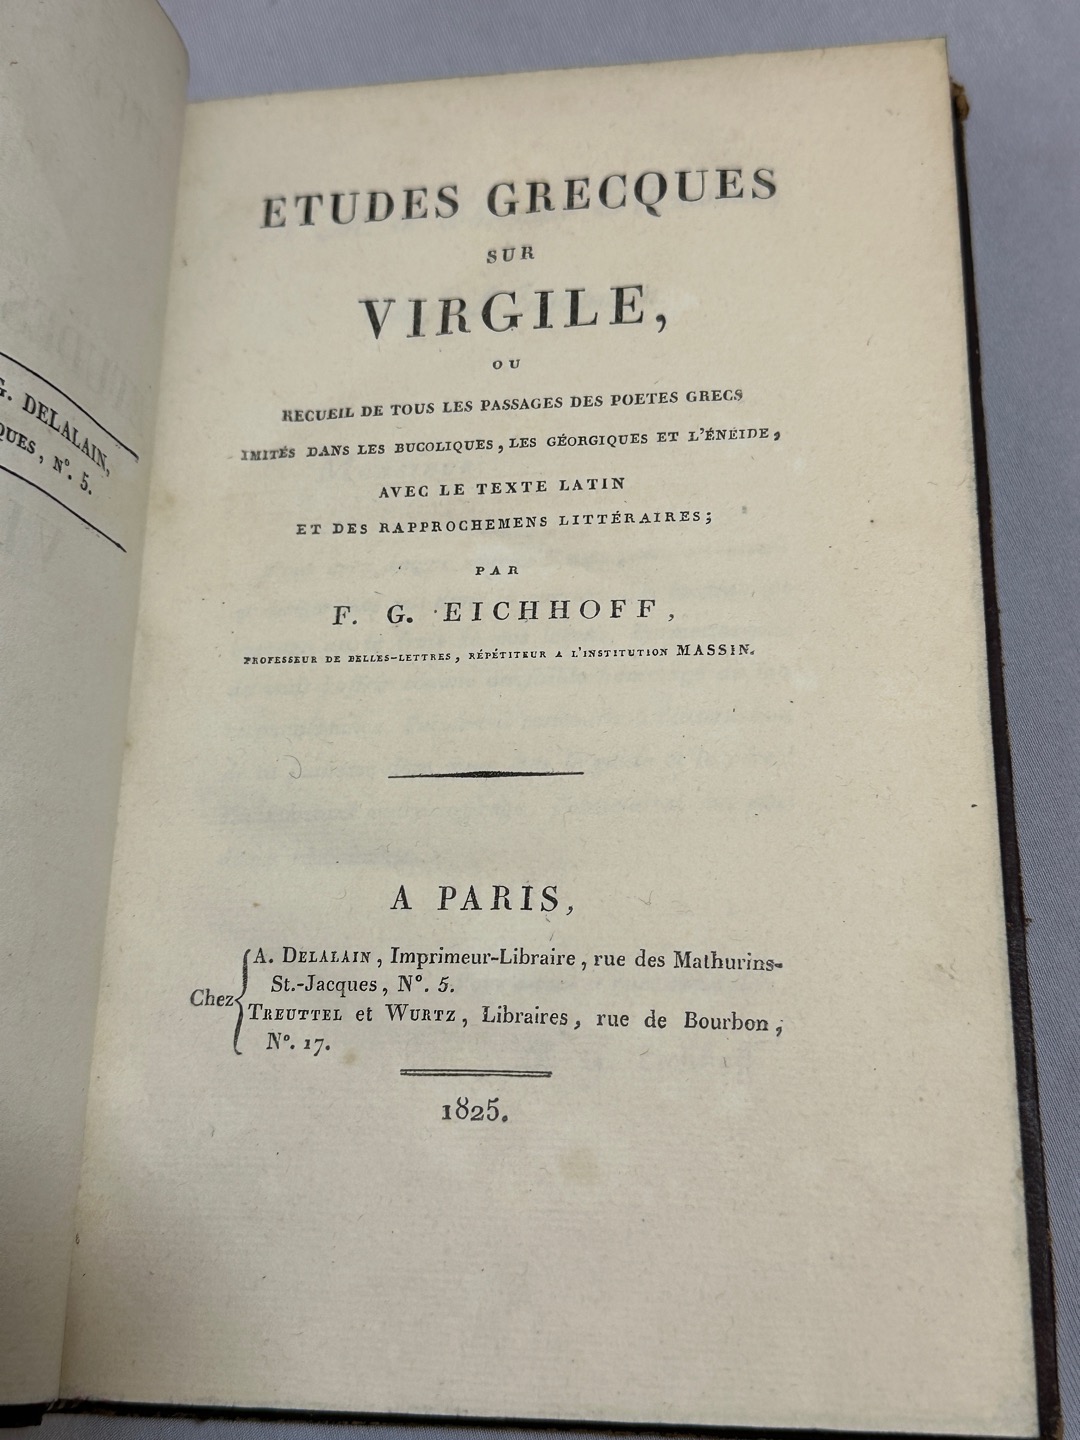 G. DELALAIN,
QUES, N°. 5.
ETUDES GRECQUES
SUR
VIRGILE,
OU
RECUEIL DE TOUS LES PASSAGES DES POETES GRECS
IMITÉS DANS LES BUCOLIQUES, LES GÉORGIQUES ET L'ÉNÉIDE,
AVEC LE TEXTE LATIN
ET DES RAPPROCHEMENS LITTÉRAIRES;
PAR
F. G. EICHHOFF,
PROFESSEUR DE BELLES-LETTRES, RÉPÉTITEUR A L'INSTITUTION MASSIN.
A PARIS,
Chez
A. DELALAIN, Imprimeur-Libraire, rue des Mathurins-
St.-Jacques, N°. 5.
TREUTTEL et WURTZ, Libraires, rue de Bourbon,
N°. 17.
1825.